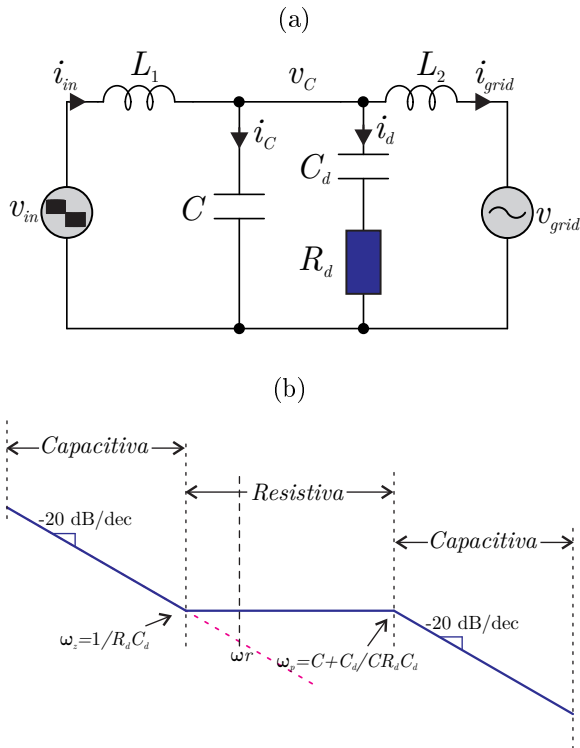 (a)
i_in
L_1
v_C
L_2
i_grid
i_C
i_d
C_d
C
v_in
v_grid
R_d
(b)
Capacitiva
Resistiva
-20 dB/dec
Capacitiva
-20 dB/dec
ω_z=1/R_dC_d
ωr
ω_p=C+C_d/CR_dC_d